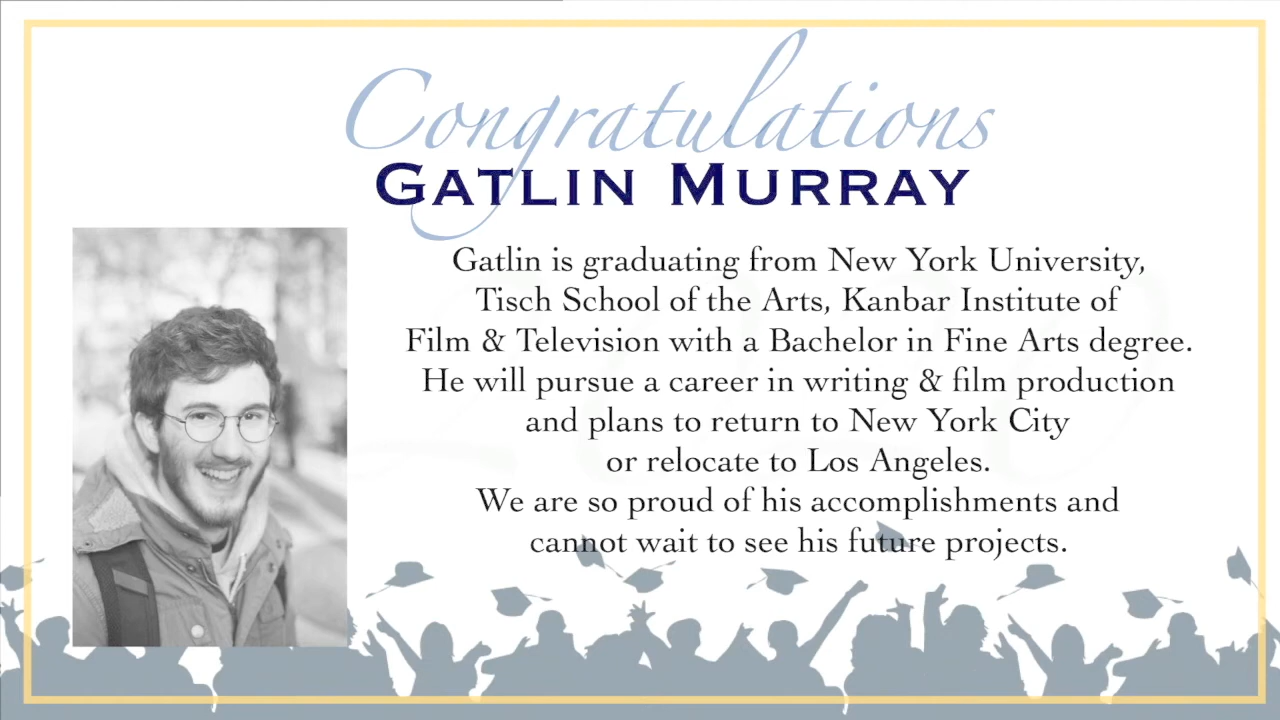 Congratulations
GATLIN MURRAY
Gatlin is graduating from New York University,
Tisch School of the Arts, Kanbar Institute of
Film & Television with a Bachelor in Fine Arts degree.
He will pursue a career in writing & film production
and plans to return to New York City
or relocate to Los Angeles.
We are so proud of his accomplishments and
cannot wait to see his future projects.